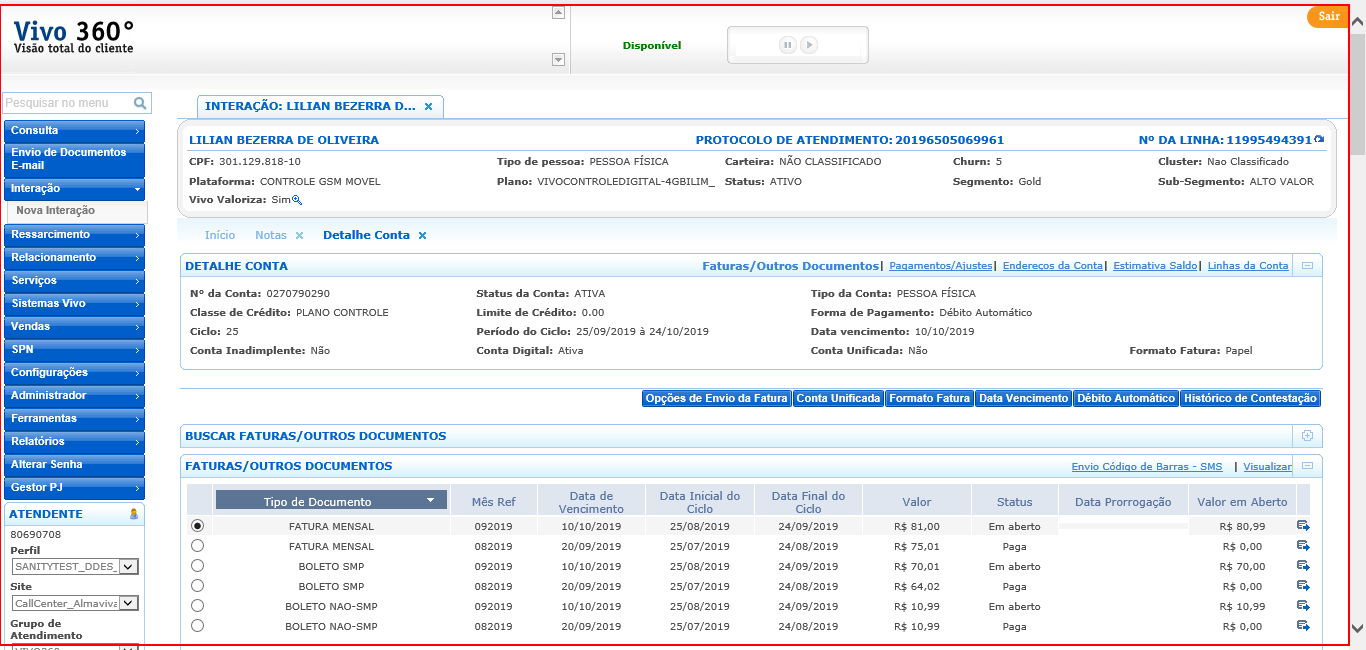 Vivo 360°
Visão total do cliente
Disponível
Sair
Pesquisar no menu
INTERAÇÃO: LILIAN BEZERRA D...
Consulta
Envio de Documentos
E-mail
Interação
Nova Interação
Ressarcimento
Relacionamento
Serviços
Sistemas Vivo
Vendas
SPN
Configurações
Administrador
Ferramentas
Relatórios
Alterar Senha
Gestor PJ
ATENDENTE
80690708
Perfil
SANITYTEST_DDES_
Site
CallCenter_Almaviva
Grupo de
Atendimento
VIVO360
LILIAN BEZERRA DE OLIVEIRA PROTOCOLO DE ATENDIMENTO: 20196505069961 Nº DA LINHA: 11995494391
CPF: 301.129.818-10 Tipo de pessoa: PESSOA FÍSICA Carteira: NÃO CLASSIFICADO Churn: 5 Cluster: Nao Classificado
Plataforma: CONTROLE GSM MOVEL Plano: VIVOCONTROLEDIGITAL-4GBILIM_ Status: ATIVO Segmento: Gold Sub-Segmento: ALTO VALOR
Vivo Valoriza: Sim
Início Notas Detalhe Conta
DETALHE CONTA Faturas/Outros Documentos| Pagamentos/Ajustes| Endereços da Conta| Estimativa Saldo| Linhas da Conta
Nº da Conta: 0270790290 Status da Conta: ATIVA Tipo da Conta: PESSOA FÍSICA
Classe de Crédito: PLANO CONTROLE Limite de Crédito: 0.00 Forma de Pagamento: Débito Automático
Ciclo: 25 Período do Ciclo: 25/09/2019 à 24/10/2019 Data vencimento: 10/10/2019
Conta Inadimplente: Não Conta Digital: Ativa Conta Unificada: Não Formato Fatura: Papel
Opções de Envio da Fatura Conta Unificada Formato Fatura Data Vencimento Débito Automático Histórico de Contestação
BUSCAR FATURAS/OUTROS DOCUMENTOS
FATURAS/OUTROS DOCUMENTOS Envio Código de Barras - SMS | Visualizar
Tipo de Documento Mês Ref Data de Vencimento Data Inicial do Ciclo Data Final do Ciclo Valor Status Data Prorrogação Valor em Aberto
FATURA MENSAL 092019 10/10/2019 25/08/2019 24/09/2019 R$ 81,00 Em aberto R$ 80,99
FATURA MENSAL 082019 20/09/2019 25/07/2019 24/08/2019 R$ 75,01 Paga R$ 0,00
BOLETO SMP 092019 10/10/2019 25/08/2019 24/09/2019 R$ 70,01 Em aberto R$ 70,00
BOLETO SMP 082019 20/09/2019 25/07/2019 24/08/2019 R$ 64,02 Paga R$ 0,00
BOLETO NAO-SMP 092019 10/10/2019 25/08/2019 24/09/2019 R$ 10,99 Em aberto R$ 10,99
BOLETO NAO-SMP 082019 20/09/2019 25/07/2019 24/08/2019 R$ 10,99 Paga R$ 0,00